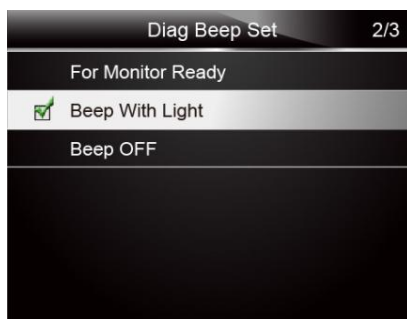 Diag Beep Set 2/3
For Monitor Ready
Beep With Light
Beep OFF